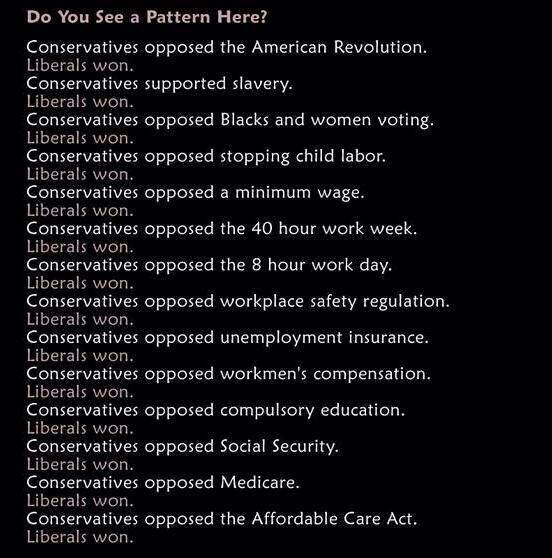 Do You See a Pattern Here?
Conservatives opposed the American Revolution.
Liberals won.
Conservatives supported slavery.
Liberals won.
Conservatives opposed Blacks and women voting.
Liberals won.
Conservatives opposed stopping child labor.
Liberals won.
Conservatives opposed a minimum wage.
Liberals won.
Conservatives opposed the 40 hour work week.
Liberals won.
Conservatives opposed the 8 hour work day.
Liberals won.
Conservatives opposed workplace safety regulation.
Liberals won.
Conservatives opposed unemployment insurance.
Liberals won.
Conservatives opposed workmen's compensation.
Liberals won.
Conservatives opposed compulsory education.
Liberals won.
Conservatives opposed Social Security.
Liberals won.
Conservatives opposed Medicare.
Liberals won.
Conservatives opposed the Affordable Care Act.
Liberals won.